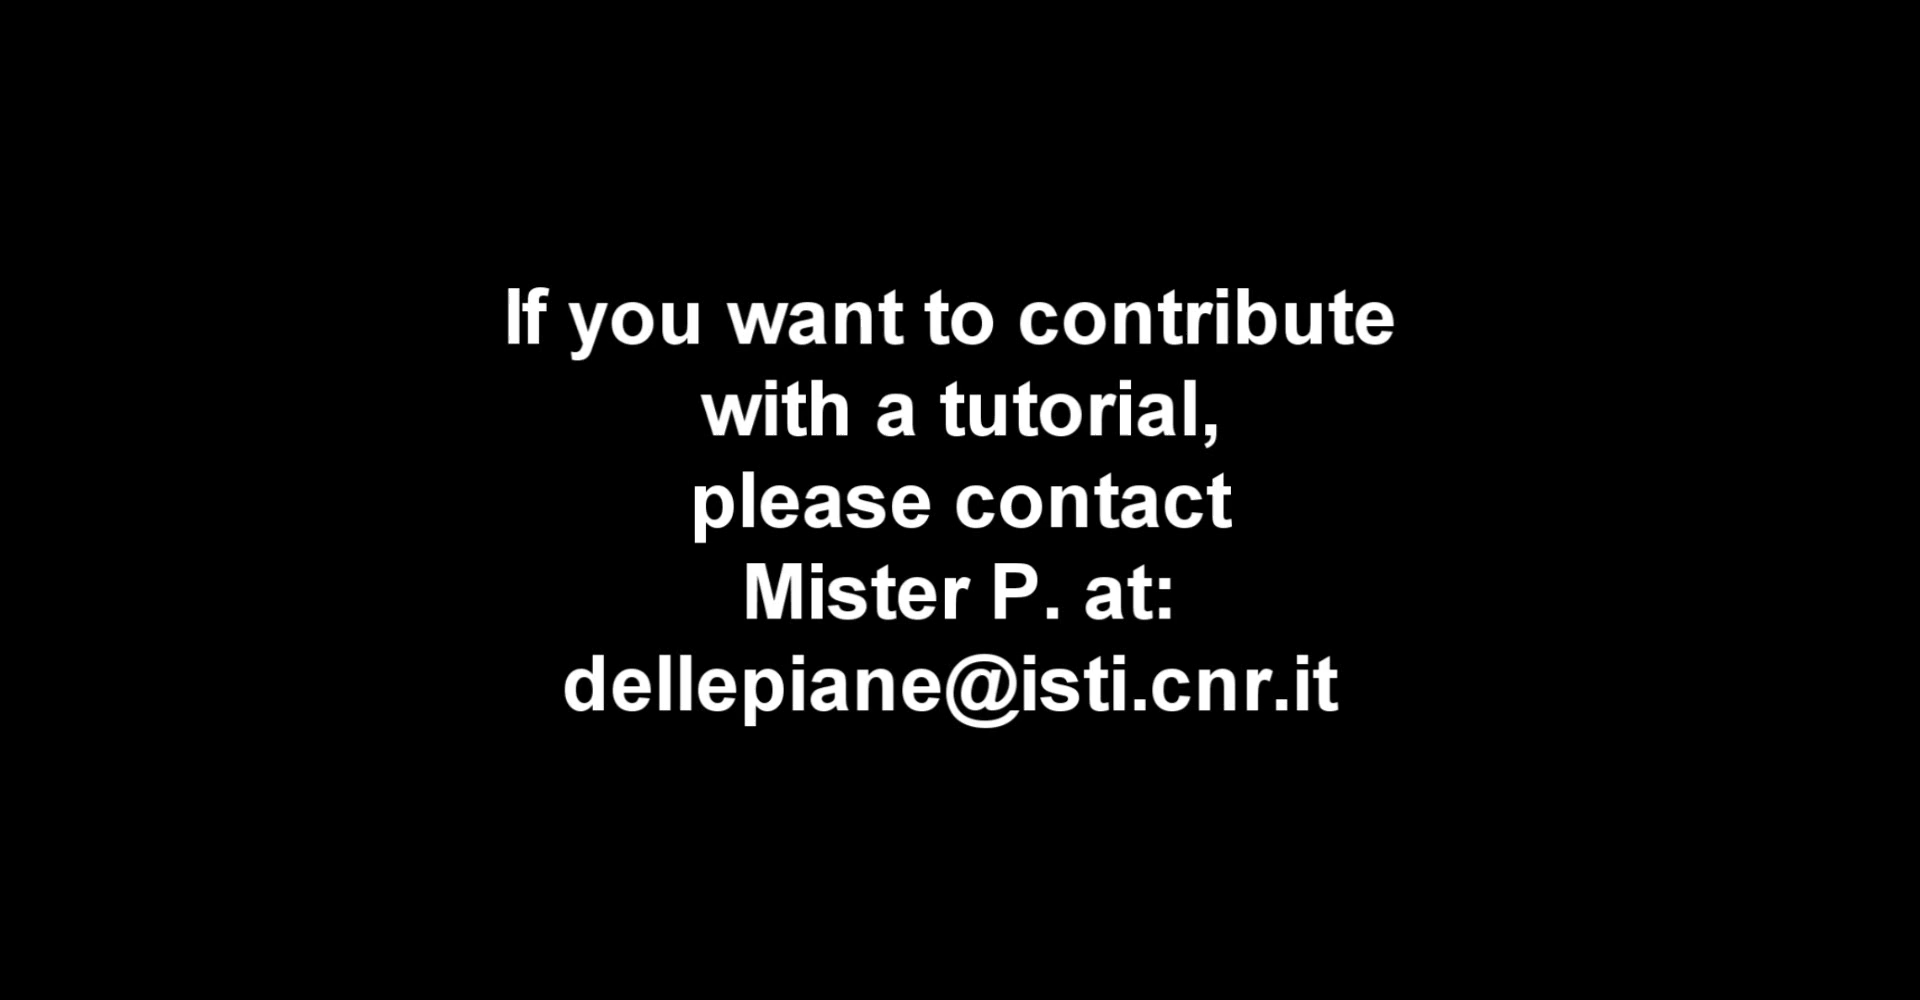 If you want to contribute
with a tutorial,
please contact
Mister P. at:
dellepiane@isti.cnr.it